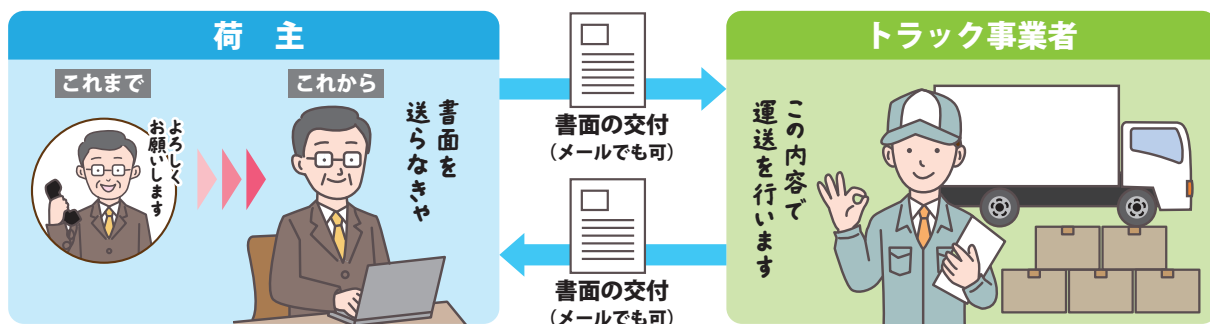 荷 主
これまで
よろしく
お願いします
これから
書面を
送らなきゃ
書面の交付
(メールでも可)
書面の交付
(メールでも可)
トラック事業者
この内容で
運送を行います